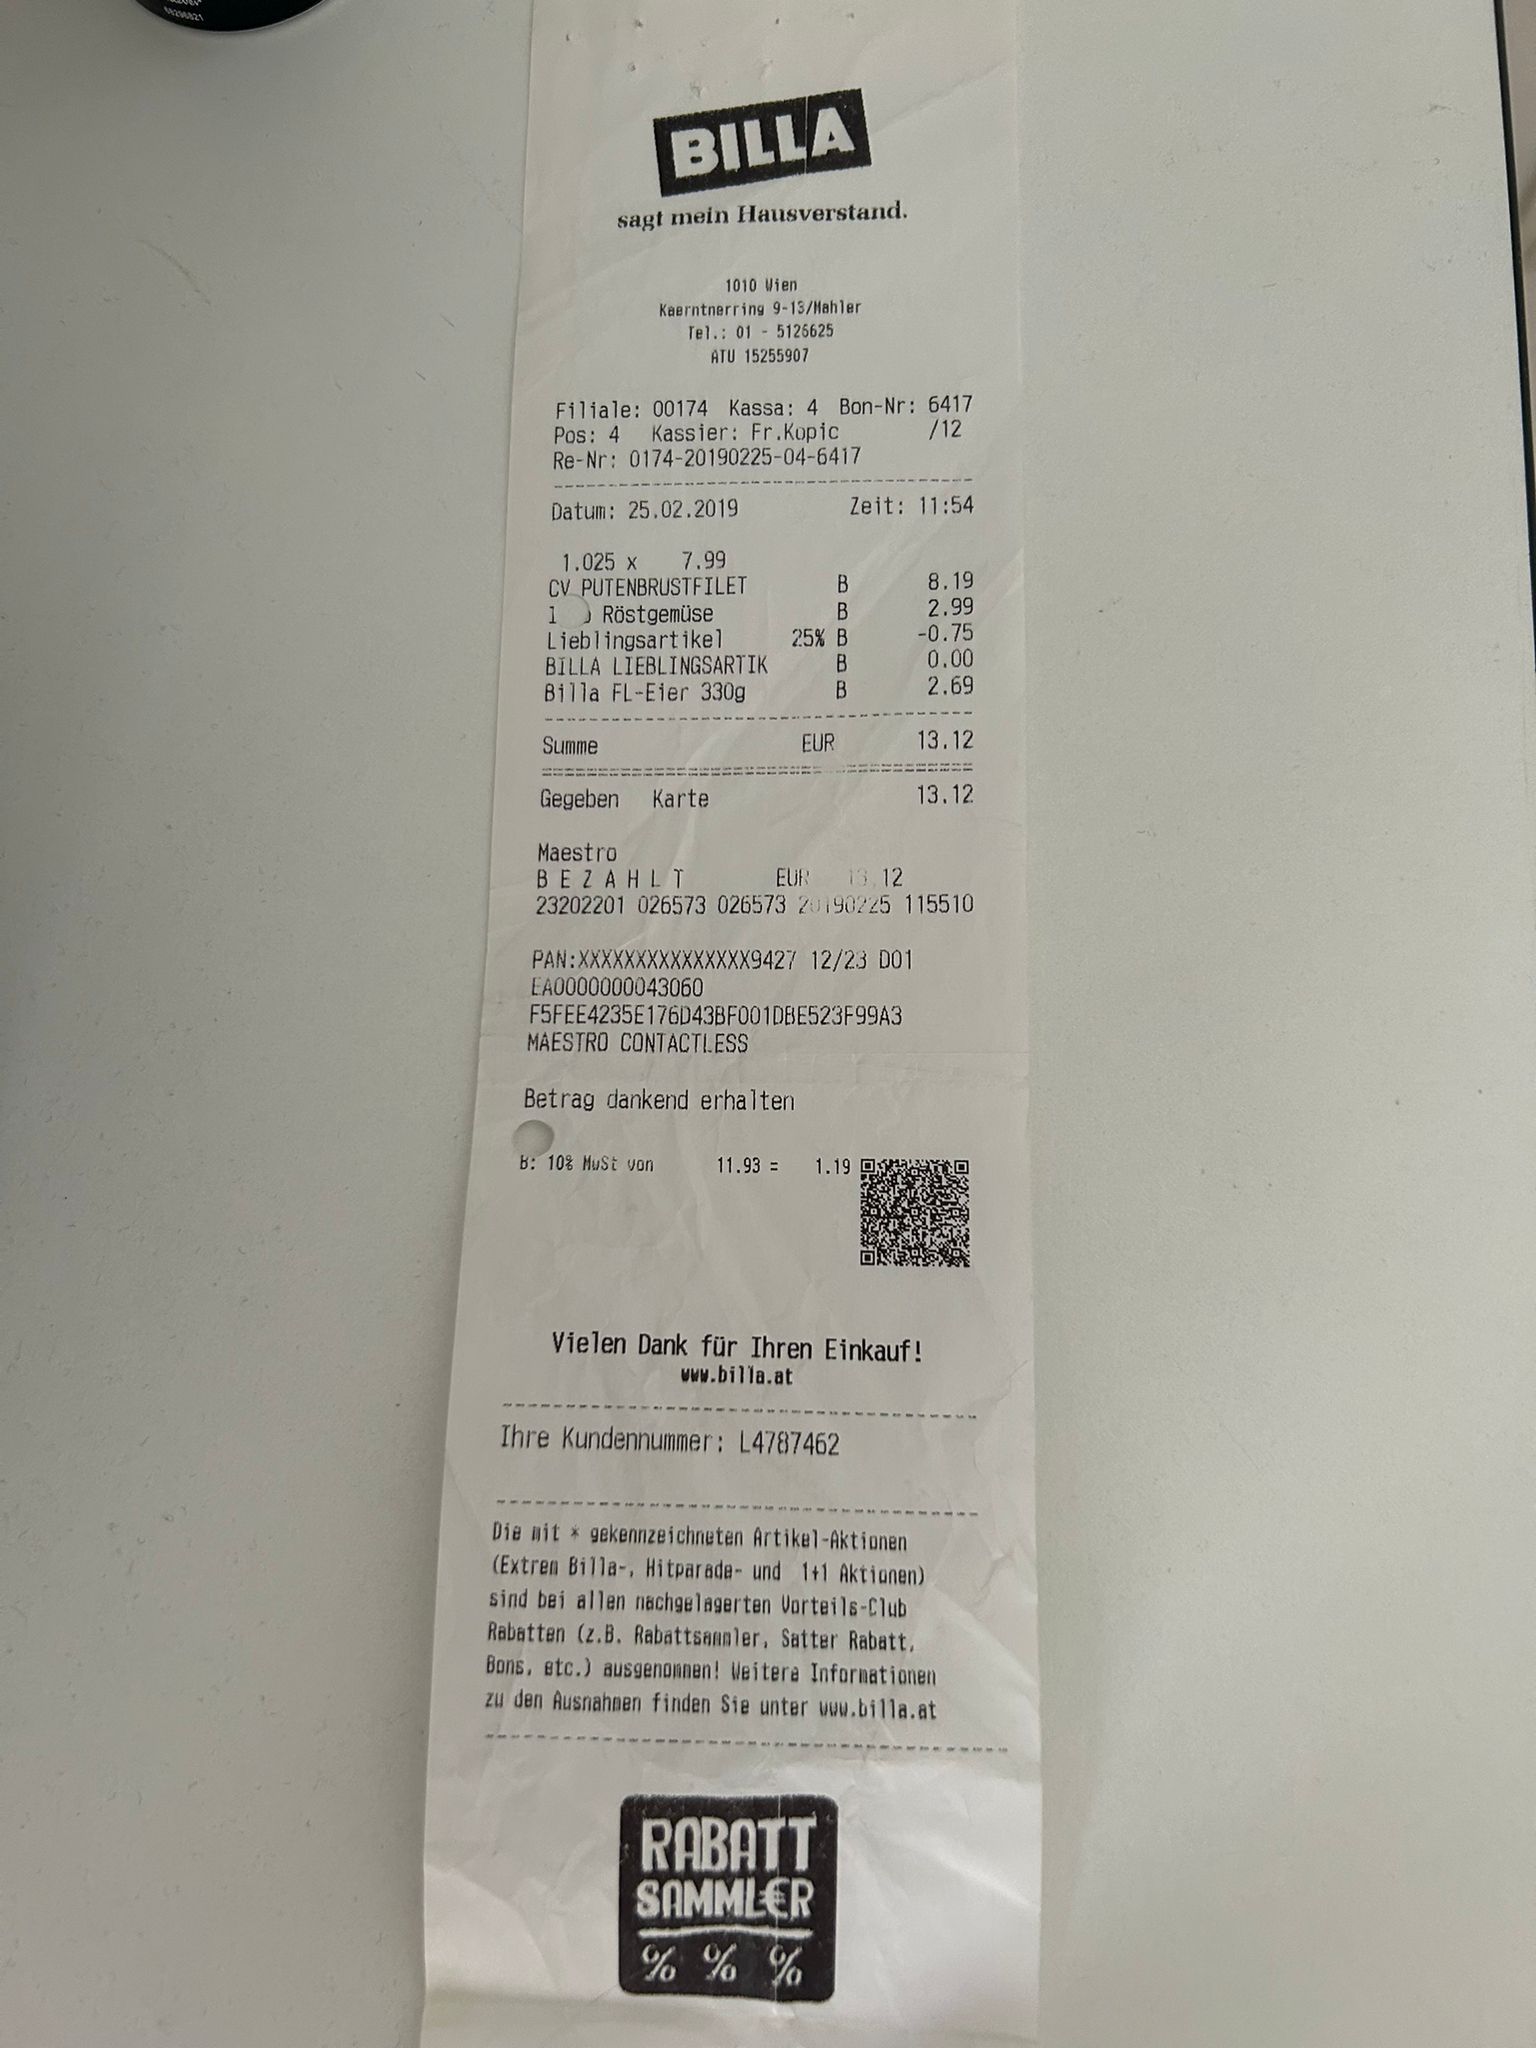 BILLA
sagt mein Hausverstand.
1010 Wien
Kaerntnerring 9-13/Mahler
Tel.: 01 - 5126625
ATU 15255907
Filiale: 00174 Kassa: 4 Bon-Nr: 6417
Pos: 4 Kassier: Fr.Kopic /12
Re-Nr: 0174-20190225-04-6417
Datum: 25.02.2019 Zeit: 11:54
1.025 x 7.99
CV PUTENBRUSTFILET B 8.19
Röstgemüse B 2.99
Lieblingsartikel 25% B -0.75
BILLA LIEBLINGSARTIK B 0.00
Billa FL-Eier 330g B 2.69
Summe EUR 13.12
Gegeben Karte 13.12
Maestro
B E Z A H L T EUR 13.12
23202201 026573 026573 20190225 115510
PAN:XXXXXXXXXXXXXXX9427 12/23 D01
EA0000000043060
F5FEE4235E176D43BF001DBE523F99A3
MAESTRO CONTACTLESS
Betrag dankend erhalten
B: 10% MwSt von 11.93 = 1.19
Vielen Dank für Ihren Einkauf!
www.billa.at
Ihre Kundennummer: L4787462
Die mit * gekennzeichneten Artikel-Aktionen
(Extrem Billa-, Hitparade- und 1+1 Aktionen)
sind bei allen nachgelagerten Vorteils-Club
Rabatten (z.B. Rabattsammler, Satter Rabatt,
Bons, etc.) ausgenommen! Weitere Informationen
zu den Ausnahmen finden Sie unter www.billa.at
RABATT
SAMML€R
% % %